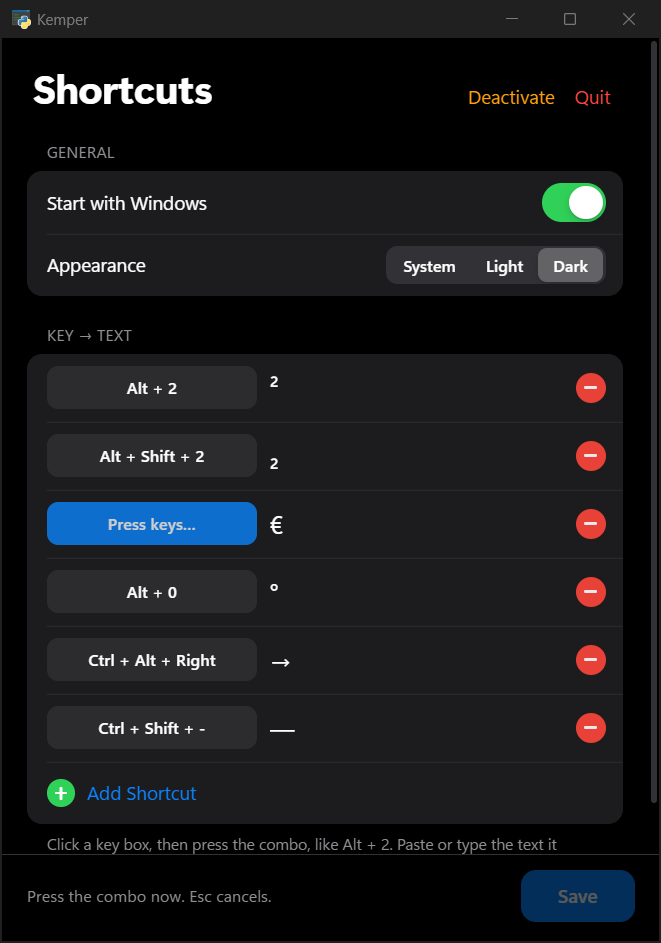 Kemper
Shortcuts
Deactivate Quit
GENERAL
Start with Windows
Appearance System Light Dark
KEY → TEXT
Alt + 2 ²
Alt + Shift + 2 ₂
Press keys... €
Alt + 0 °
Ctrl + Alt + Right →
Ctrl + Shift + - —
Add Shortcut
Click a key box, then press the combo, like Alt + 2. Paste or type the text it
Press the combo now. Esc cancels. Save